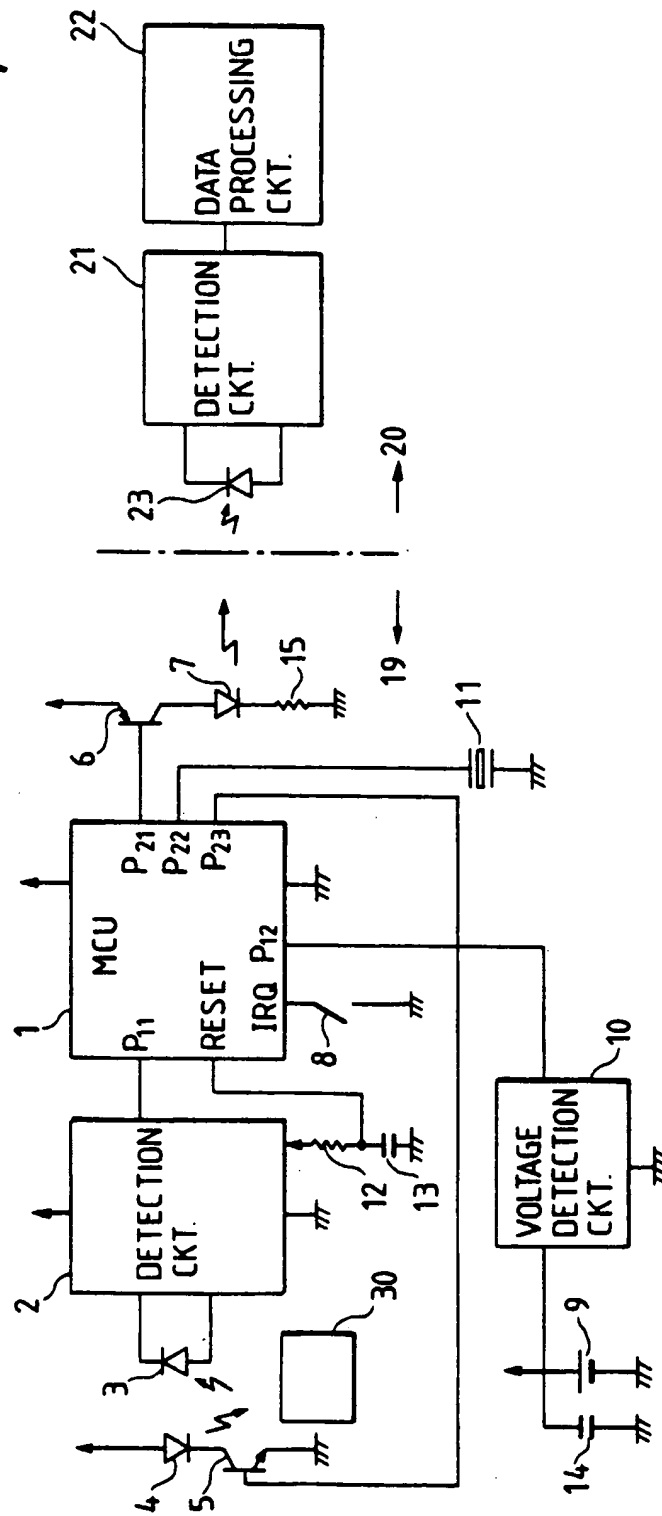 22
DATA
PROCESSING
CKT.
21
DETECTION
CKT.
23
20
19
6
7
15
11
1
MCU
P11
P21
P22
P23
RESET
IRQ
P12
8
2
DETECTION
CKT.
3
12
13
4
5
30
10
VOLTAGE
DETECTION
CKT.
9
14